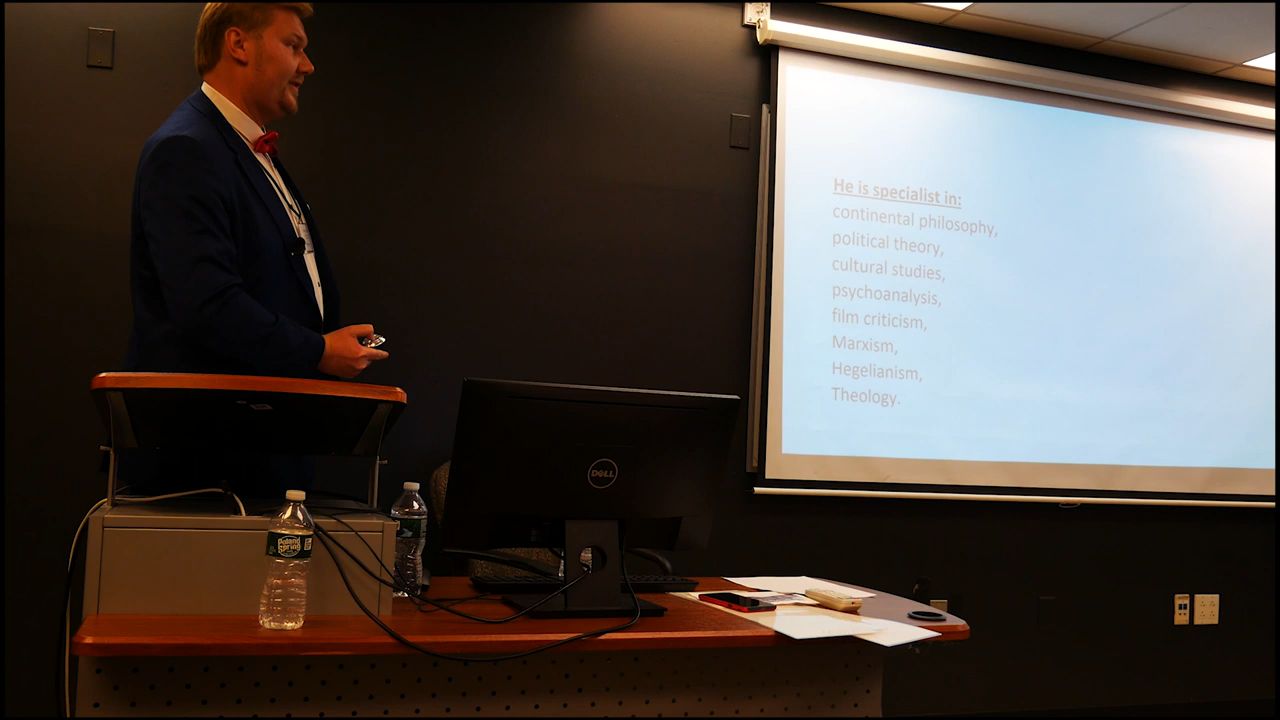 He is specialist in:
continental philosophy,
political theory,
cultural studies,
psychoanalysis,
film criticism,
Marxism,
Hegelianism,
Theology.
DELL
Poland
Spring